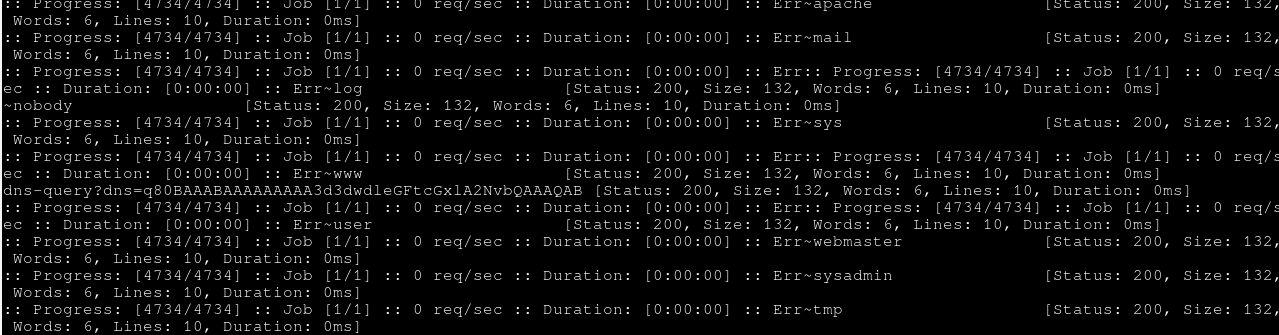 :: Progress: [4734/4734] :: Job [1/1] :: 0 req/sec :: Duration: [0:00:00] :: Err~apache [Status: 200, Size: 132,
Words: 6, Lines: 10, Duration: 0ms]
:: Progress: [4734/4734] :: Job [1/1] :: 0 req/sec :: Duration: [0:00:00] :: Err~mail [Status: 200, Size: 132,
Words: 6, Lines: 10, Duration: 0ms]
:: Progress: [4734/4734] :: Job [1/1] :: 0 req/sec :: Duration: [0:00:00] :: Err:: Progress: [4734/4734] :: Job [1/1] :: 0 req/s
ec :: Duration: [0:00:00] :: Err~log [Status: 200, Size: 132, Words: 6, Lines: 10, Duration: 0ms]
~nobody [Status: 200, Size: 132, Words: 6, Lines: 10, Duration: 0ms]
:: Progress: [4734/4734] :: Job [1/1] :: 0 req/sec :: Duration: [0:00:00] :: Err~sys [Status: 200, Size: 132,
Words: 6, Lines: 10, Duration: 0ms]
:: Progress: [4734/4734] :: Job [1/1] :: 0 req/sec :: Duration: [0:00:00] :: Err:: Progress: [4734/4734] :: Job [1/1] :: 0 req/s
ec :: Duration: [0:00:00] :: Err~www [Status: 200, Size: 132, Words: 6, Lines: 10, Duration: 0ms]
dns-query?dns=q80BAAABAAAAAAAAA3d3dwdleGFtcGxlA2NvbQAAAQAB [Status: 200, Size: 132, Words: 6, Lines: 10, Duration: 0ms]
:: Progress: [4734/4734] :: Job [1/1] :: 0 req/sec :: Duration: [0:00:00] :: Err:: Progress: [4734/4734] :: Job [1/1] :: 0 req/s
ec :: Duration: [0:00:00] :: Err~user [Status: 200, Size: 132, Words: 6, Lines: 10, Duration: 0ms]
:: Progress: [4734/4734] :: Job [1/1] :: 0 req/sec :: Duration: [0:00:00] :: Err~webmaster [Status: 200, Size: 132,
Words: 6, Lines: 10, Duration: 0ms]
:: Progress: [4734/4734] :: Job [1/1] :: 0 req/sec :: Duration: [0:00:00] :: Err~sysadmin [Status: 200, Size: 132,
Words: 6, Lines: 10, Duration: 0ms]
:: Progress: [4734/4734] :: Job [1/1] :: 0 req/sec :: Duration: [0:00:00] :: Err~tmp [Status: 200, Size: 132,
Words: 6, Lines: 10, Duration: 0ms]